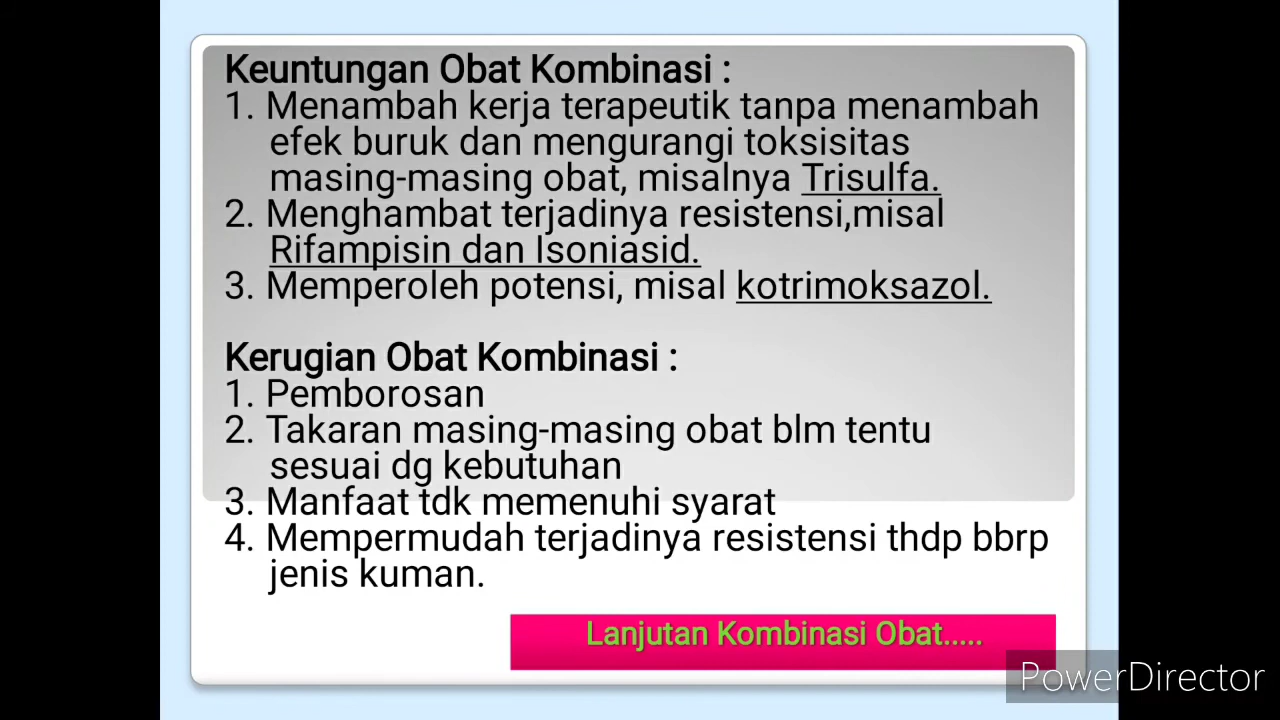 Keuntungan Obat Kombinasi :
1. Menambah kerja terapeutik tanpa menambah
efek buruk dan mengurangi toksisitas
masing-masing obat, misalnya Trisulfa.
2. Menghambat terjadinya resistensi,misal
Rifampisin dan Isoniasid.
3. Memperoleh potensi, misal kotrimoksazol.
Kerugian Obat Kombinasi :
1. Pemborosan
2. Takaran masing-masing obat blm tentu
sesuai dg kebutuhan
3. Manfaat tdk memenuhi syarat
4. Mempermudah terjadinya resistensi thdp bbrp
jenis kuman.
Lanjutan Kombinasi Obat.....
PowerDirector